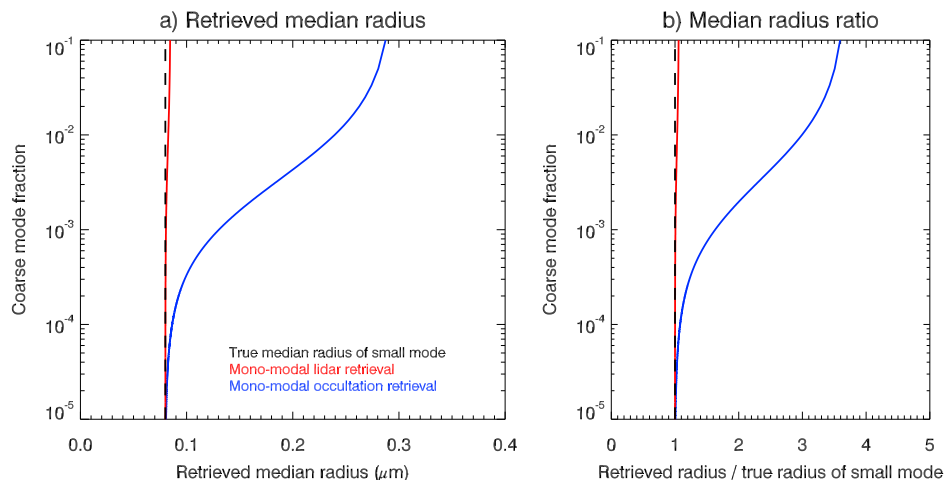 a) Retrieved median radius
Coarse mode fraction
10⁻¹
10⁻²
10⁻³
10⁻⁴
10⁻⁵
True median radius of small mode
Mono-modal lidar retrieval
Mono-modal occultation retrieval
0.0 0.1 0.2 0.3 0.4
Retrieved median radius (μm)
b) Median radius ratio
Coarse mode fraction
10⁻¹
10⁻²
10⁻³
10⁻⁴
10⁻⁵
0 1 2 3 4 5
Retrieved radius / true radius of small mode